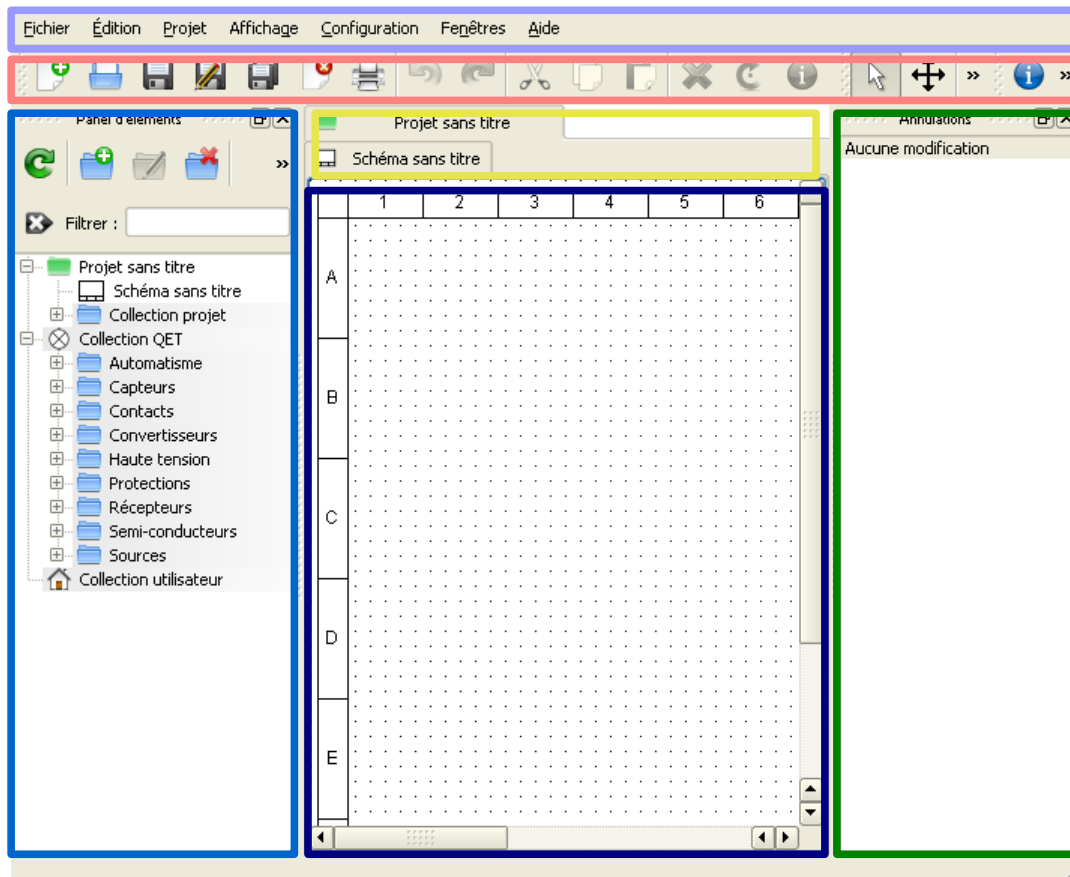 Fichier Édition Projet Affichage Configuration Fenêtres Aide
» »
Panel d'éléments
»
Filtrer :
Projet sans titre
Schéma sans titre
Collection projet
Collection QET
Automatisme
Capteurs
Contacts
Convertisseurs
Haute tension
Protections
Récepteurs
Semi-conducteurs
Sources
Collection utilisateur
Projet sans titre
Schéma sans titre
1 2 3 4 5 6
A
B
C
D
E
Annulations
Aucune modification